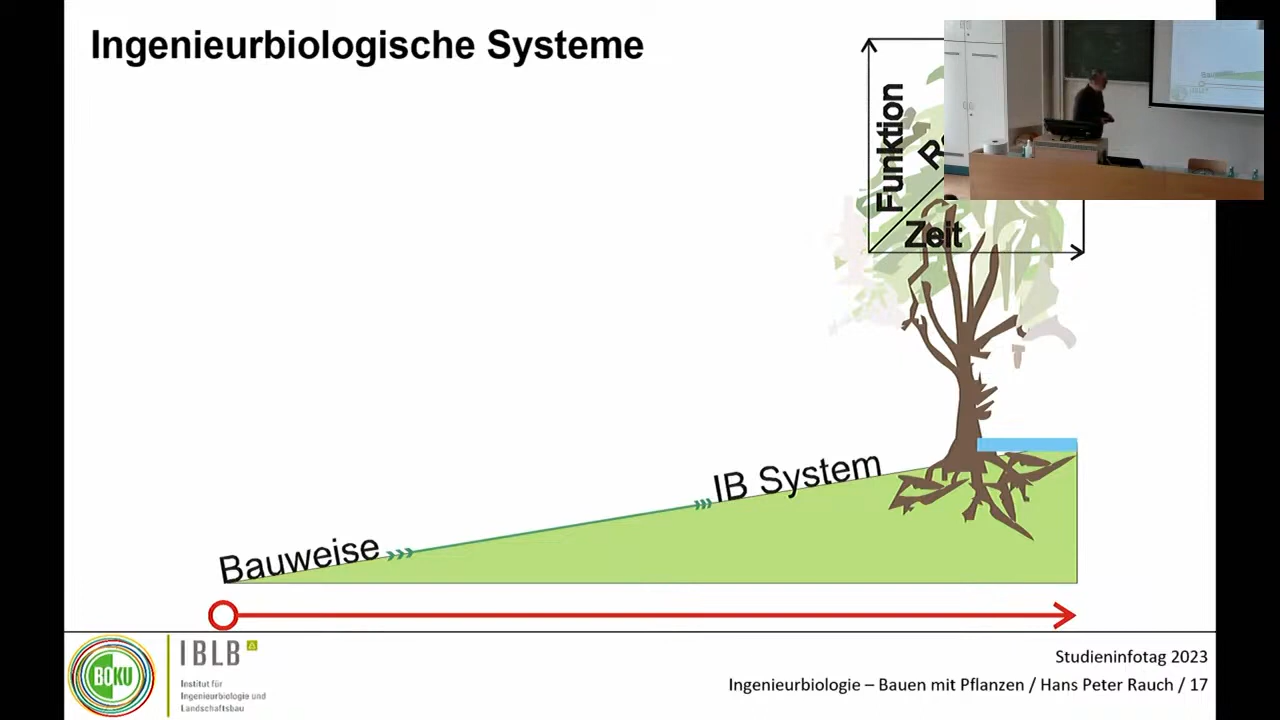 Ingenieurbiologische Systeme
Funktion
Zeit
IB System
Bauweise
BOKU
IBLB
Institut für
Ingenieurbiologie und
Landschaftsbau
Studieninfotag 2023
Ingenieurbiologie – Bauen mit Pflanzen / Hans Peter Rauch / 17